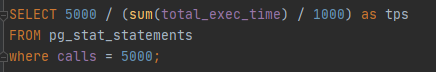 SELECT 5000 / (sum(total_exec_time) / 1000) as tps
FROM pg_stat_statements
where calls = 5000;